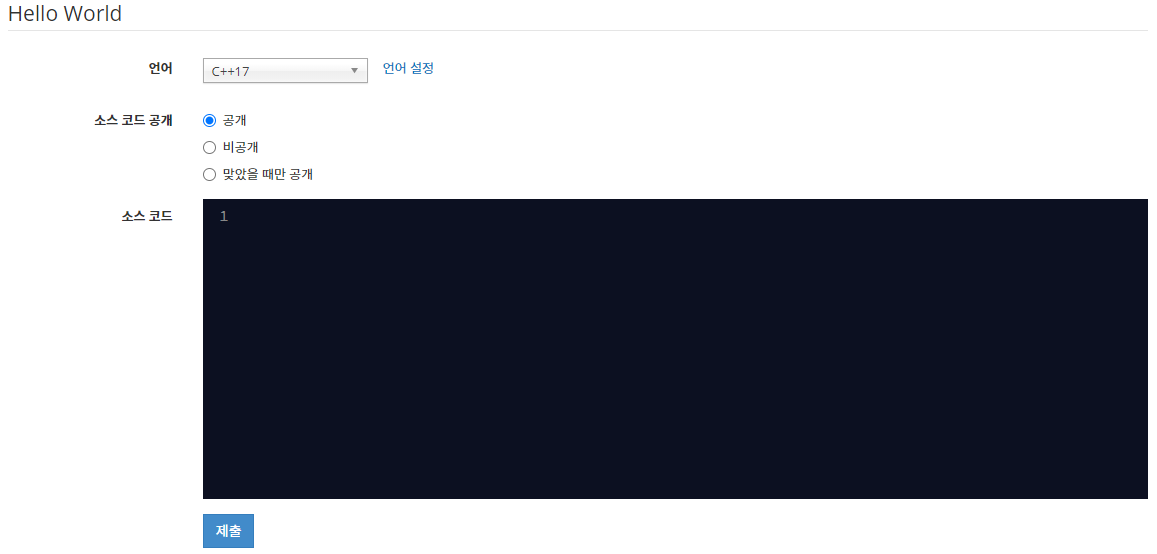 Hello World
언어 C++17 언어 설정
소스 코드 공개 공개
비공개
맞았을 때만 공개
소스 코드 1
제출